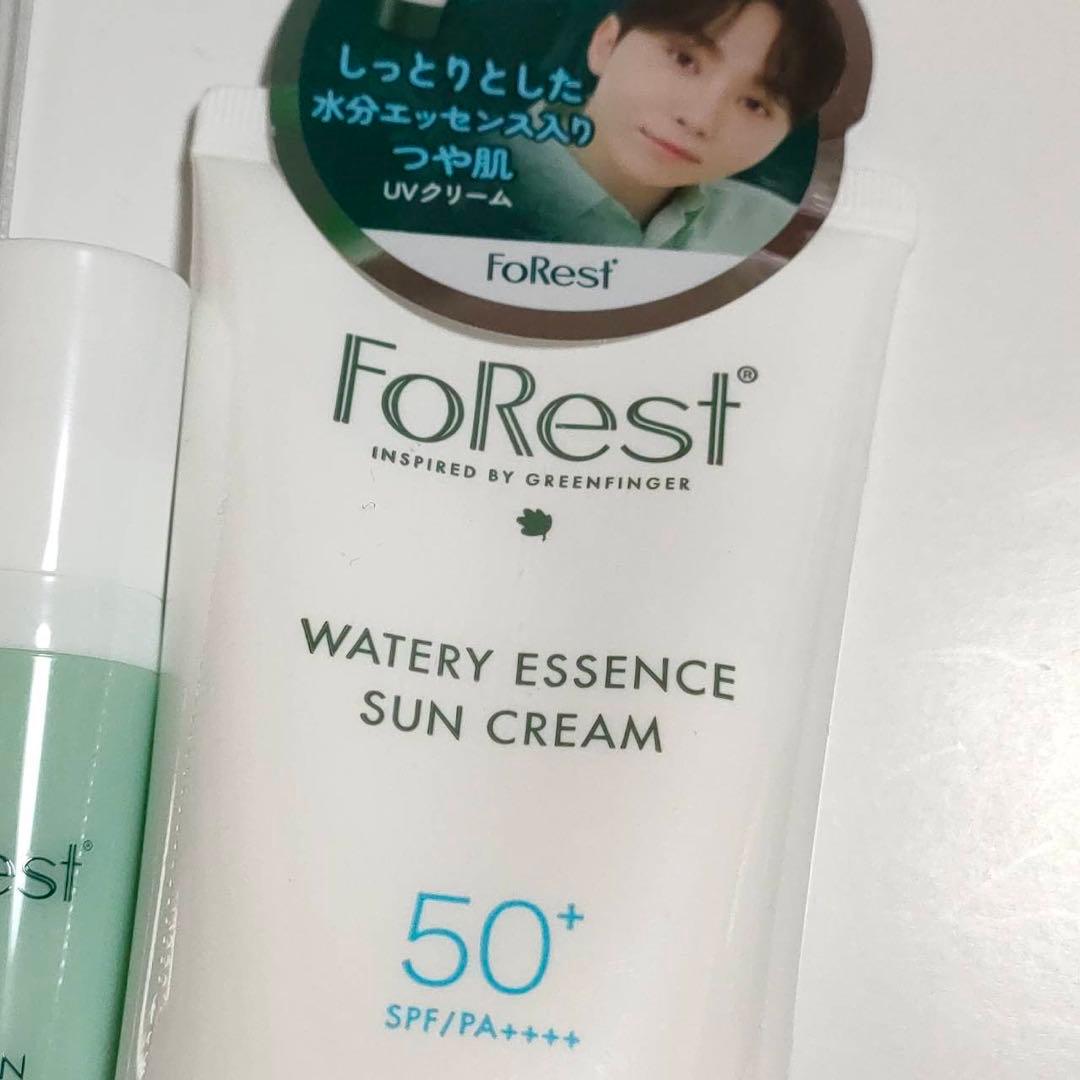 しっとりとした
水分エッセンス入り
つや肌
UVクリーム
FoRest
FoRest®
INSPIRED BY GREENFINGER
WATERY ESSENCE
SUN CREAM
50+
SPF/PA++++
est®
N